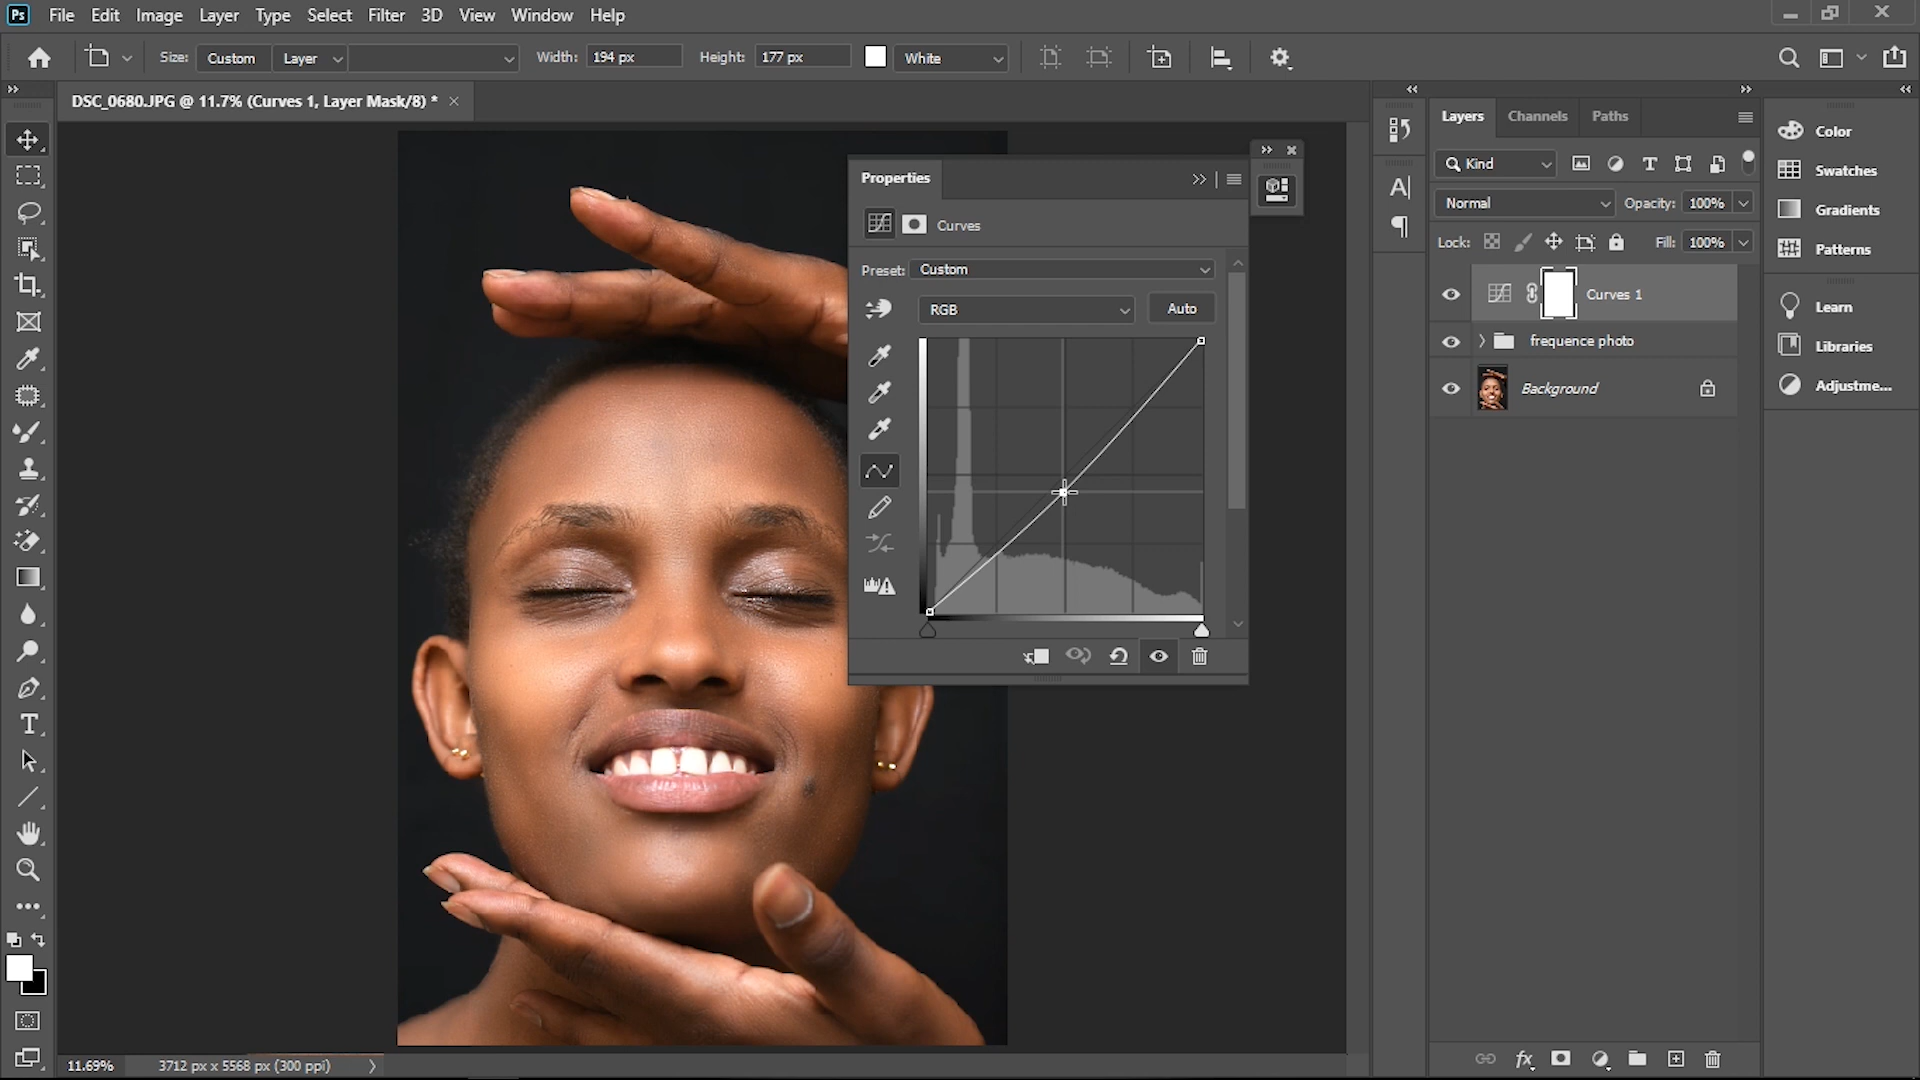 Ps File Edit Image Layer Type Select Filter 3D View Window Help
Size: Custom Layer Width: 194 px Height: 177 px White
DSC_0680.JPG @ 11.7% (Curves 1, Layer Mask/8) *
Properties
Curves
Preset: Custom
RGB Auto
A
Layers Channels Paths
Kind T
Normal Opacity: 100%
Lock: Fill: 100%
Curves 1
frequence photo
Background
fx
Color
Swatches
Gradients
Patterns
Learn
Libraries
Adjustme...
T
11.69% 3712 px x 5568 px (300 ppi)